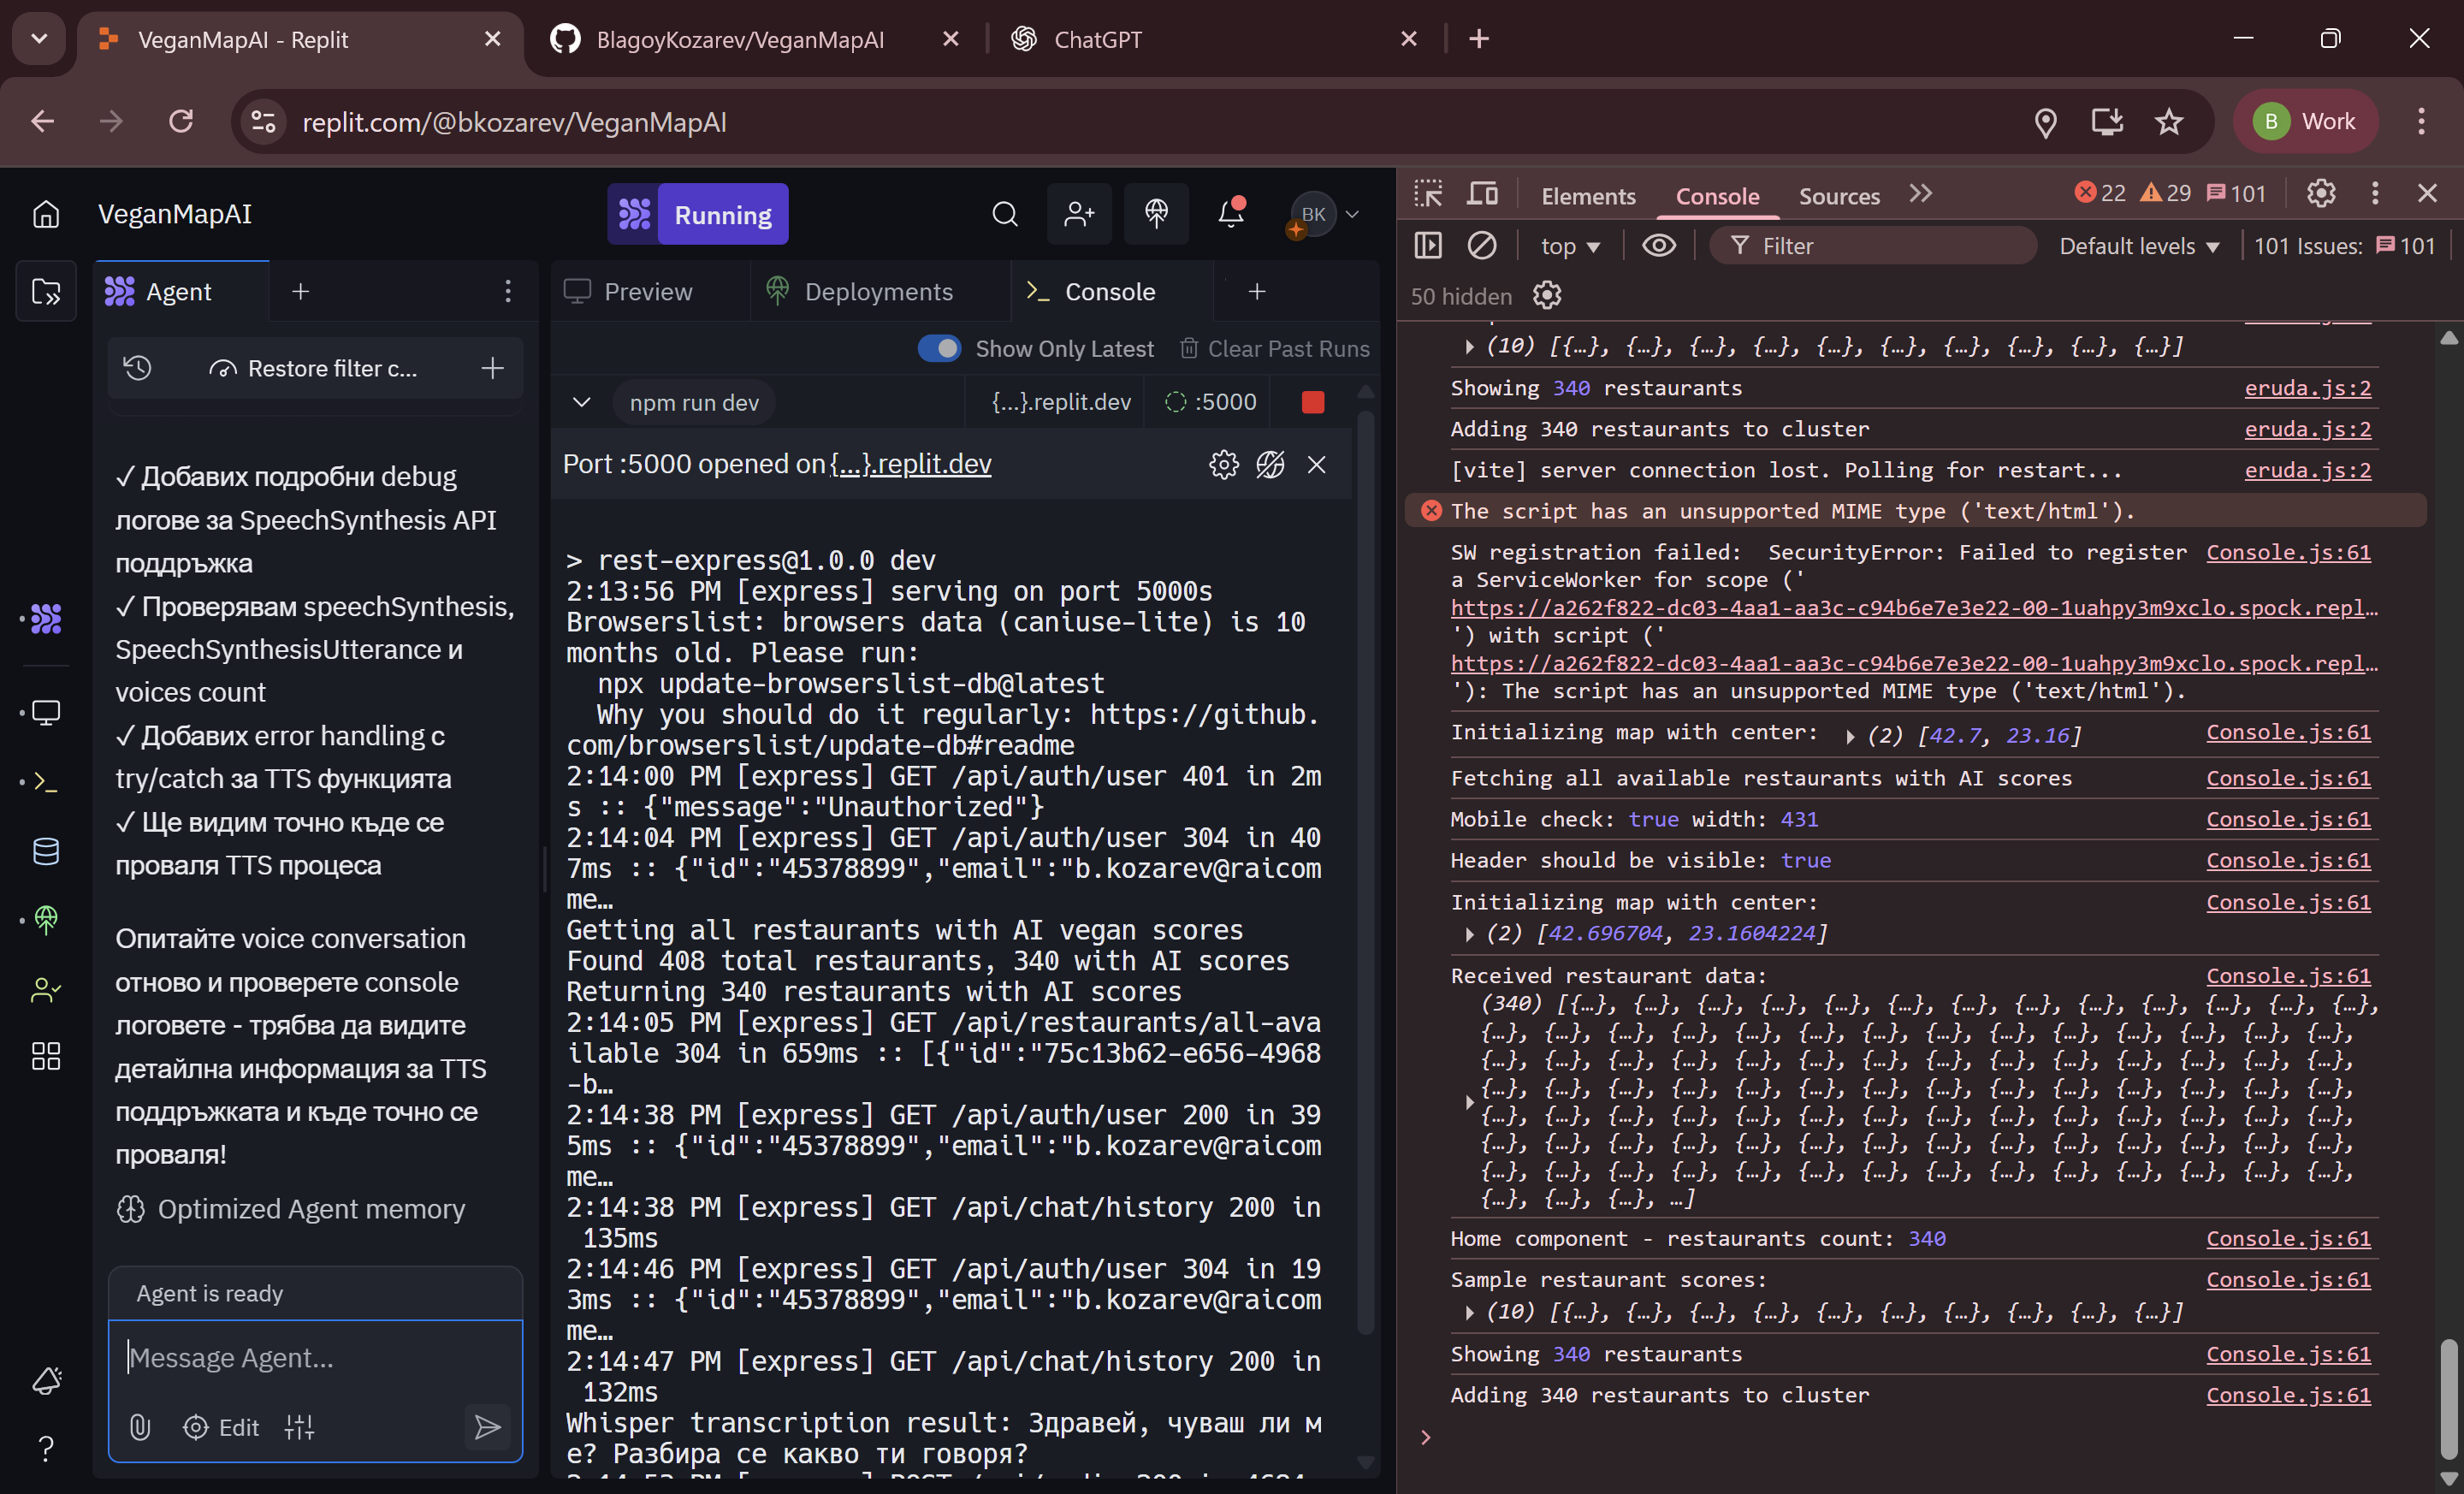 VeganMapAI - Replit
BlagoyKozarev/VeganMapAI
ChatGPT
replit.com/@bkozarev/VeganMapAI
B Work
VeganMapAI
Running
BK
Agent
Restore filter c...
✓ Добавих подробни debug
логове за SpeechSynthesis API
поддръжка
✓ Проверявам speechSynthesis,
SpeechSynthesisUtterance и
voices count
✓ Добавих error handling с
try/catch за TTS функцията
✓ Ще видим точно къде се
проваля TTS процеса
Опитайте voice conversation
отново и проверете console
логовете - трябва да видите
детайлна информация за TTS
поддръжката и къде точно се
проваля!
Optimized Agent memory
Agent is ready
Message Agent...
Edit
Preview
Deployments
Console
Show Only Latest
Clear Past Runs
npm run dev
{...}.replit.dev
:5000
Port :5000 opened on {...}.replit.dev
> rest-express@1.0.0 dev
2:13:56 PM [express] serving on port 5000s
Browserslist: browsers data (caniuse-lite) is 10
months old. Please run:
npx update-browserslist-db@latest
Why you should do it regularly: https://github.
com/browserslist/update-db#readme
2:14:00 PM [express] GET /api/auth/user 401 in 2m
s :: {"message":"Unauthorized"}
2:14:04 PM [express] GET /api/auth/user 304 in 40
7ms :: {"id":"45378899","email":"b.kozarev@raicom
me…
Getting all restaurants with AI vegan scores
Found 408 total restaurants, 340 with AI scores
Returning 340 restaurants with AI scores
2:14:05 PM [express] GET /api/restaurants/all-ava
ilable 304 in 659ms :: [{"id":"75c13b62-e656-4968
-b…
2:14:38 PM [express] GET /api/auth/user 200 in 39
5ms :: {"id":"45378899","email":"b.kozarev@raicom
me…
2:14:38 PM [express] GET /api/chat/history 200 in
135ms
2:14:46 PM [express] GET /api/auth/user 304 in 19
3ms :: {"id":"45378899","email":"b.kozarev@raicom
me…
2:14:47 PM [express] GET /api/chat/history 200 in
132ms
Whisper transcription result: Здравей, чуваш ли м
е? Разбира се какво ти говоря?
Elements
Console
Sources
22 29 101
top
Filter
Default levels
101 Issues: 101
50 hidden
(10) [{…}, {…}, {…}, {…}, {…}, {…}, {…}, {…}, {…}, {…}]
Showing 340 restaurants eruda.js:2
Adding 340 restaurants to cluster eruda.js:2
[vite] server connection lost. Polling for restart... eruda.js:2
The script has an unsupported MIME type ('text/html').
SW registration failed: SecurityError: Failed to register Console.js:61
a ServiceWorker for scope ('
https://a262f822-dc03-4aa1-aa3c-c94b6e7e3e22-00-1uahpy3m9xclo.spock.repl…
') with script ('
https://a262f822-dc03-4aa1-aa3c-c94b6e7e3e22-00-1uahpy3m9xclo.spock.repl…
'): The script has an unsupported MIME type ('text/html').
Initializing map with center: (2) [42.7, 23.16] Console.js:61
Fetching all available restaurants with AI scores Console.js:61
Mobile check: true width: 431 Console.js:61
Header should be visible: true Console.js:61
Initializing map with center: Console.js:61
(2) [42.696704, 23.1604224]
Received restaurant data: Console.js:61
(340) [{…}, {…}, {…}, {…}, {…}, {…}, {…}, {…}, {…}, {…}, {…}, {…}, {…},
{…}, {…}, {…}, {…}, {…}, {…}, {…}, {…}, {…}, {…}, {…}, {…}, {…}, {…},
{…}, {…}, {…}, {…}, {…}, {…}, {…}, {…}, {…}, {…}, {…}, {…}, {…}, {…},
{…}, {…}, {…}, {…}, {…}, {…}, {…}, {…}, {…}, {…}, {…}, {…}, {…}, {…},
{…}, {…}, {…}, {…}, {…}, {…}, {…}, {…}, {…}, {…}, {…}, {…}, {…}, {…},
{…}, {…}, {…}, {…}, {…}, {…}, {…}, {…}, {…}, {…}, {…}, {…}, {…}, {…},
{…}, {…}, {…}, {…}, {…}, {…}, {…}, {…}, {…}, {…}, {…}, {…}, {…}, {…},
{…}, {…}, {…}, …]
Home component - restaurants count: 340 Console.js:61
Sample restaurant scores: Console.js:61
(10) [{…}, {…}, {…}, {…}, {…}, {…}, {…}, {…}, {…}, {…}]
Showing 340 restaurants Console.js:61
Adding 340 restaurants to cluster Console.js:61